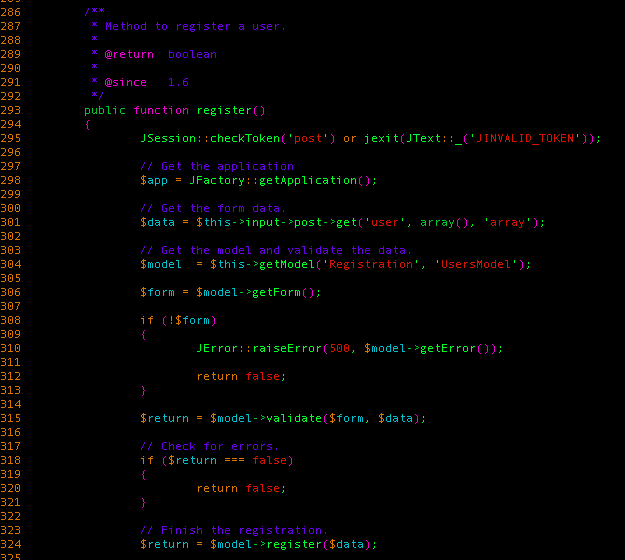 286 /**
287 * Method to register a user.
288 *
289 * @return boolean
290 *
291 * @since 1.6
292 */
293 public function register()
294 {
295 JSession::checkToken('post') or jexit(JText::_('JINVALID_TOKEN'));
296
297 // Get the application
298 $app = JFactory::getApplication();
299
300 // Get the form data.
301 $data = $this->input->post->get('user', array(), 'array');
302
303 // Get the model and validate the data.
304 $model  = $this->getModel('Registration', 'UsersModel');
305
306 $form = $model->getForm();
307
308 if (!$form)
309 {
310 JError::raiseError(500, $model->getError());
311
312 return false;
313 }
314
315 $return = $model->validate($form, $data);
316
317 // Check for errors.
318 if ($return === false)
319 {
320 return false;
321 }
322
323 // Finish the registration.
324 $return = $model->register($data);